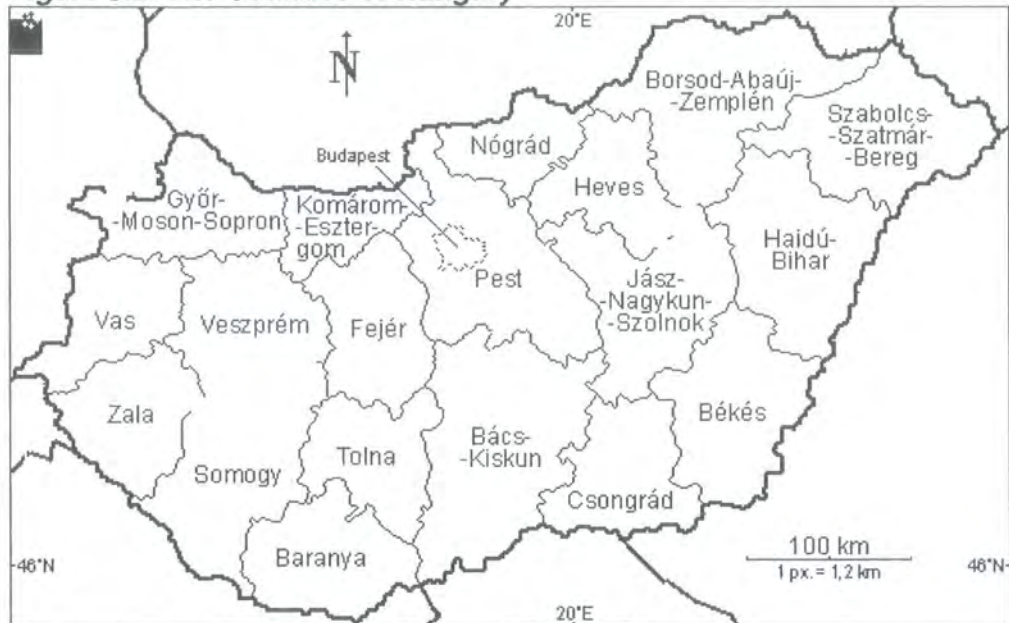 20°E
N
Borsod-Abaúj-
-Zemplén
Szabolcs-
-Szatmár-
-Bereg
Nógrád
Budapest
Heves
Győr-
-Moson-Sopron
Komárom-
-Eszter-
gom
Haidú-
Bihar
Pest
Jász-
-Nagykun-
-Szolnok
Vas
Veszprém
Fejér
Zala
Békés
Tolna
Bács-
-Kiskun
Somogy
Csongrád
Baranya
46°N
100 km
1 px. = 1,2 km
46°N
20°E